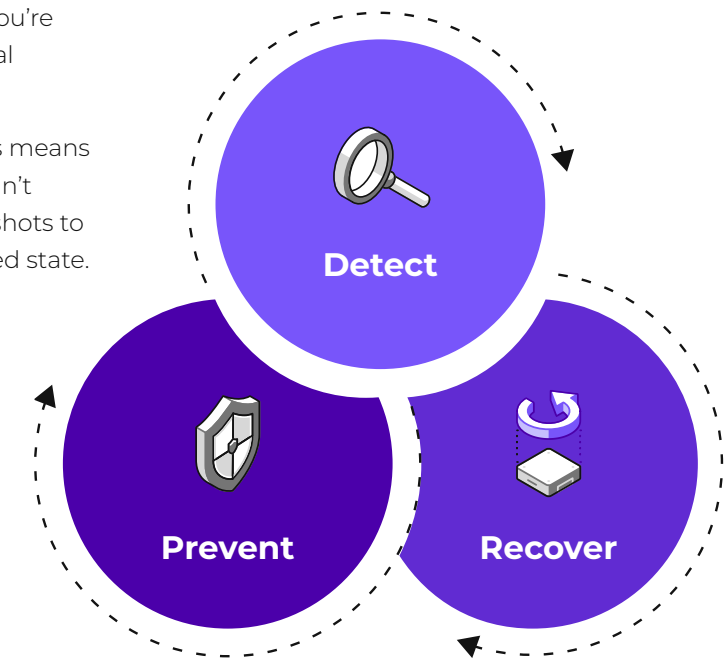 ou’re
al
s means
n’t
shots to
ed state.
Detect
Prevent
Recover